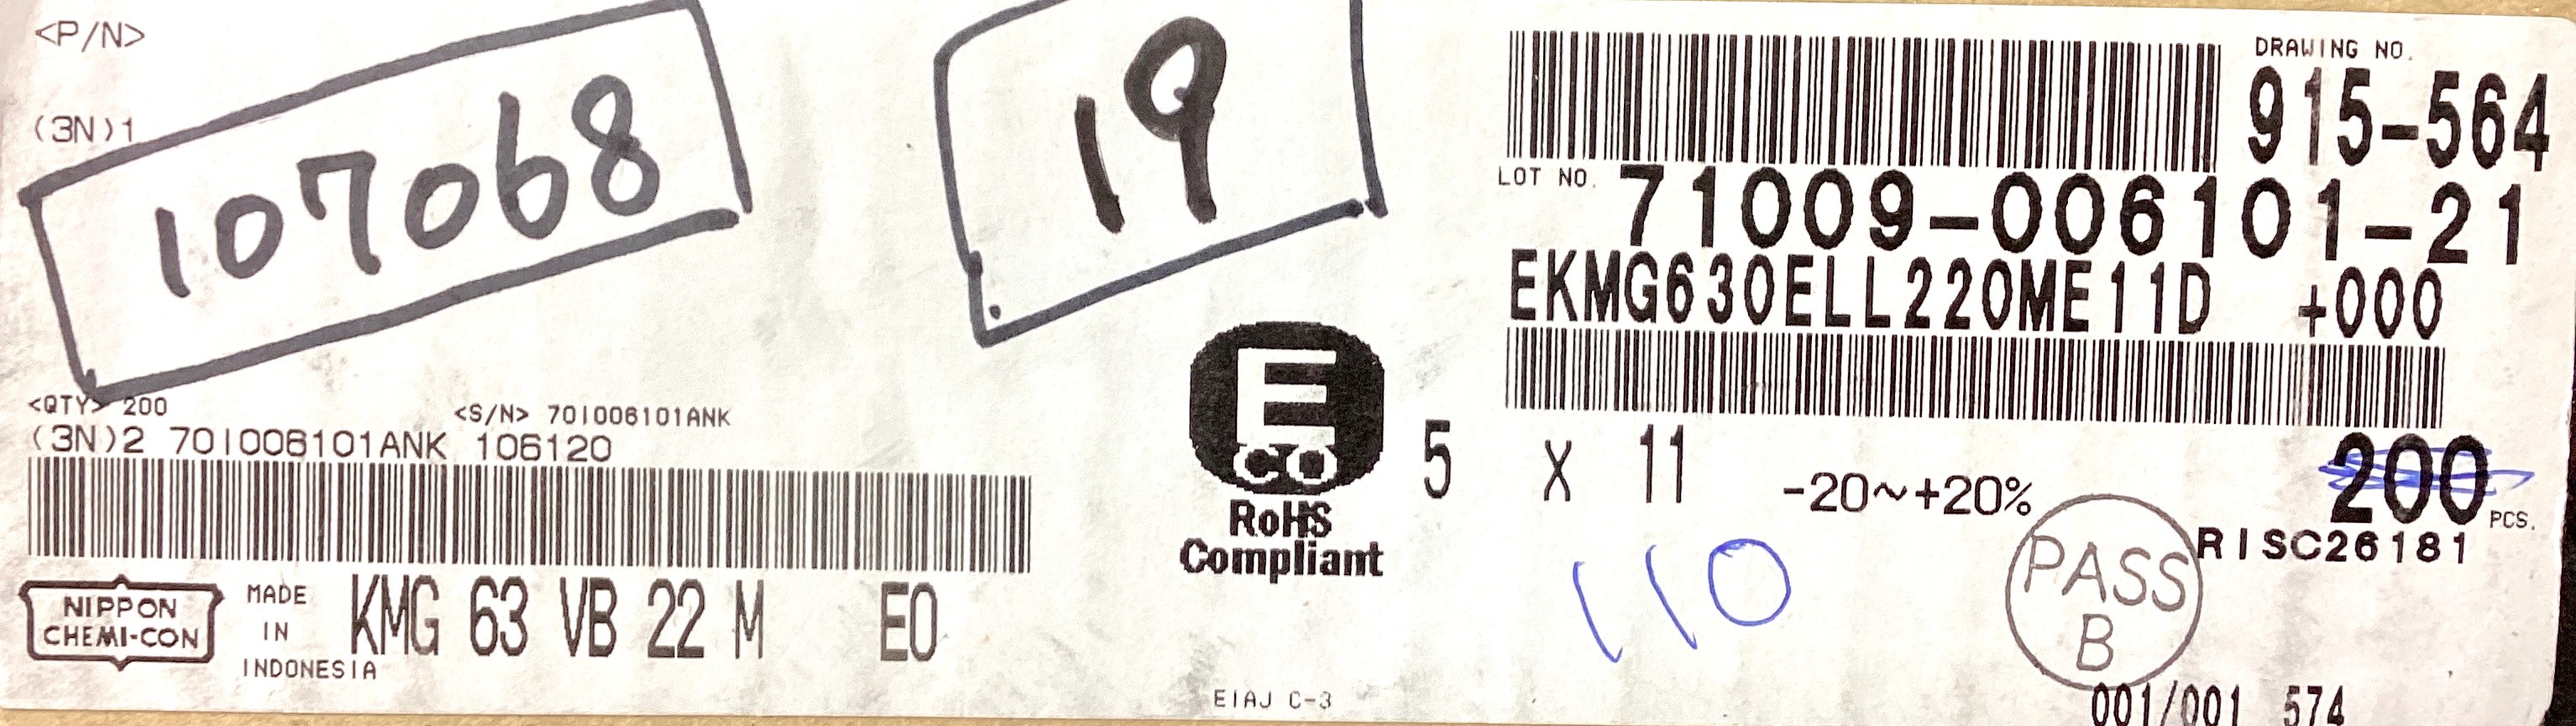 <P/N>
(3N)1
107068
19
DRAWING NO.
915-564
LOT NO. 71009-006101-21
EKMG630ELL220ME11D +000
<QTY> 200 <S/N> 701006101ANK
(3N)2 701006101ANK 106120
ECO
RoHS
Compliant
5 X 11 -20~+20% 200 PCS.
RISC26181
110
PASS
B
NIPPON
CHEMI-CON
MADE
IN
INDONESIA
KMG 63 VB 22 M E0
EIAJ C-3
001/001 574